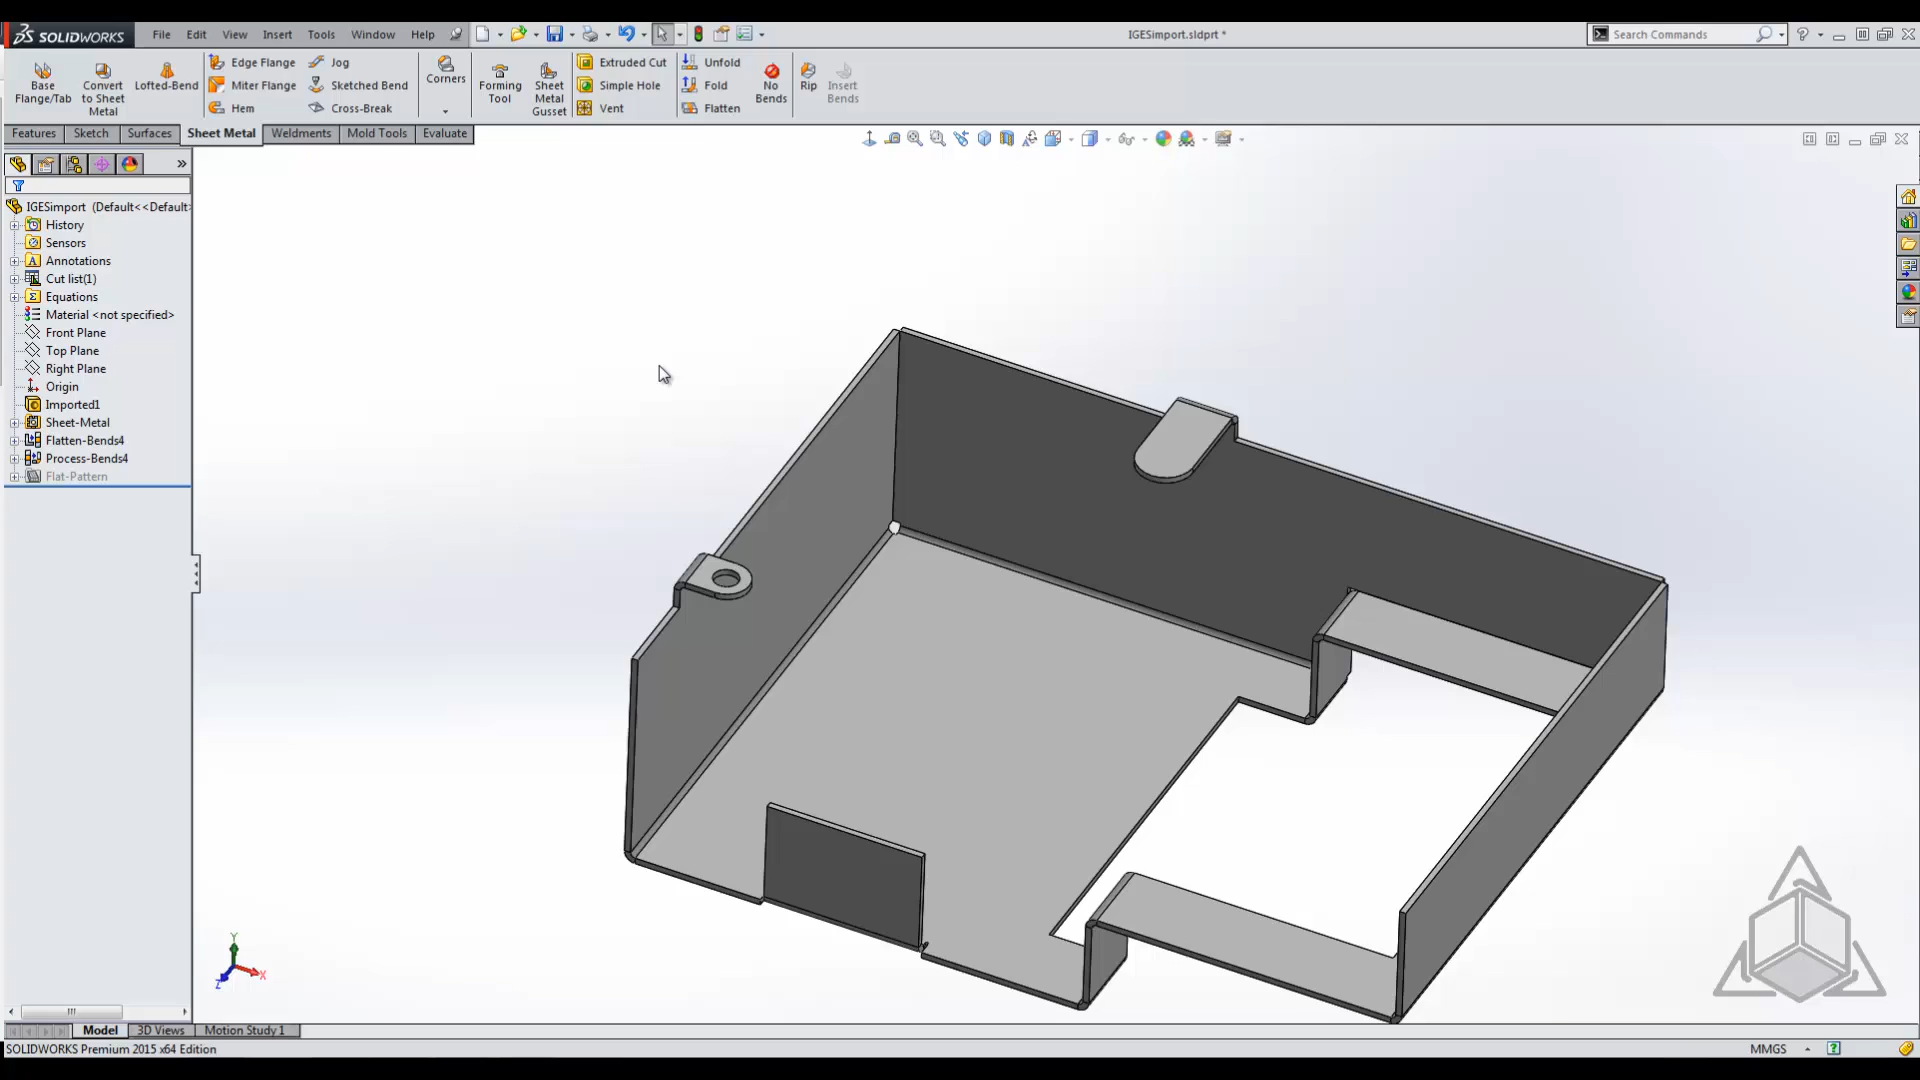 SOLIDWORKS File Edit View Insert Tools Window Help IGESimport.sldprt * Search Commands
Base Flange/Tab
Convert to Sheet Metal
Lofted-Bend
Edge Flange
Miter Flange
Hem
Jog
Sketched Bend
Cross-Break
Corners
Forming Tool
Sheet Metal Gusset
Extruded Cut
Simple Hole
Vent
Unfold
Fold
Flatten
No Bends
Rip
Insert Bends
Features Sketch Surfaces Sheet Metal Weldments Mold Tools Evaluate
IGESimport (Default<<Default>
History
Sensors
Annotations
Cut list(1)
Equations
Material <not specified>
Front Plane
Top Plane
Right Plane
Origin
Imported1
Sheet-Metal
Flatten-Bends4
Process-Bends4
Flat-Pattern
Y
X
Z
Model 3D Views Motion Study 1
SOLIDWORKS Premium 2015 x64 Edition MMGS